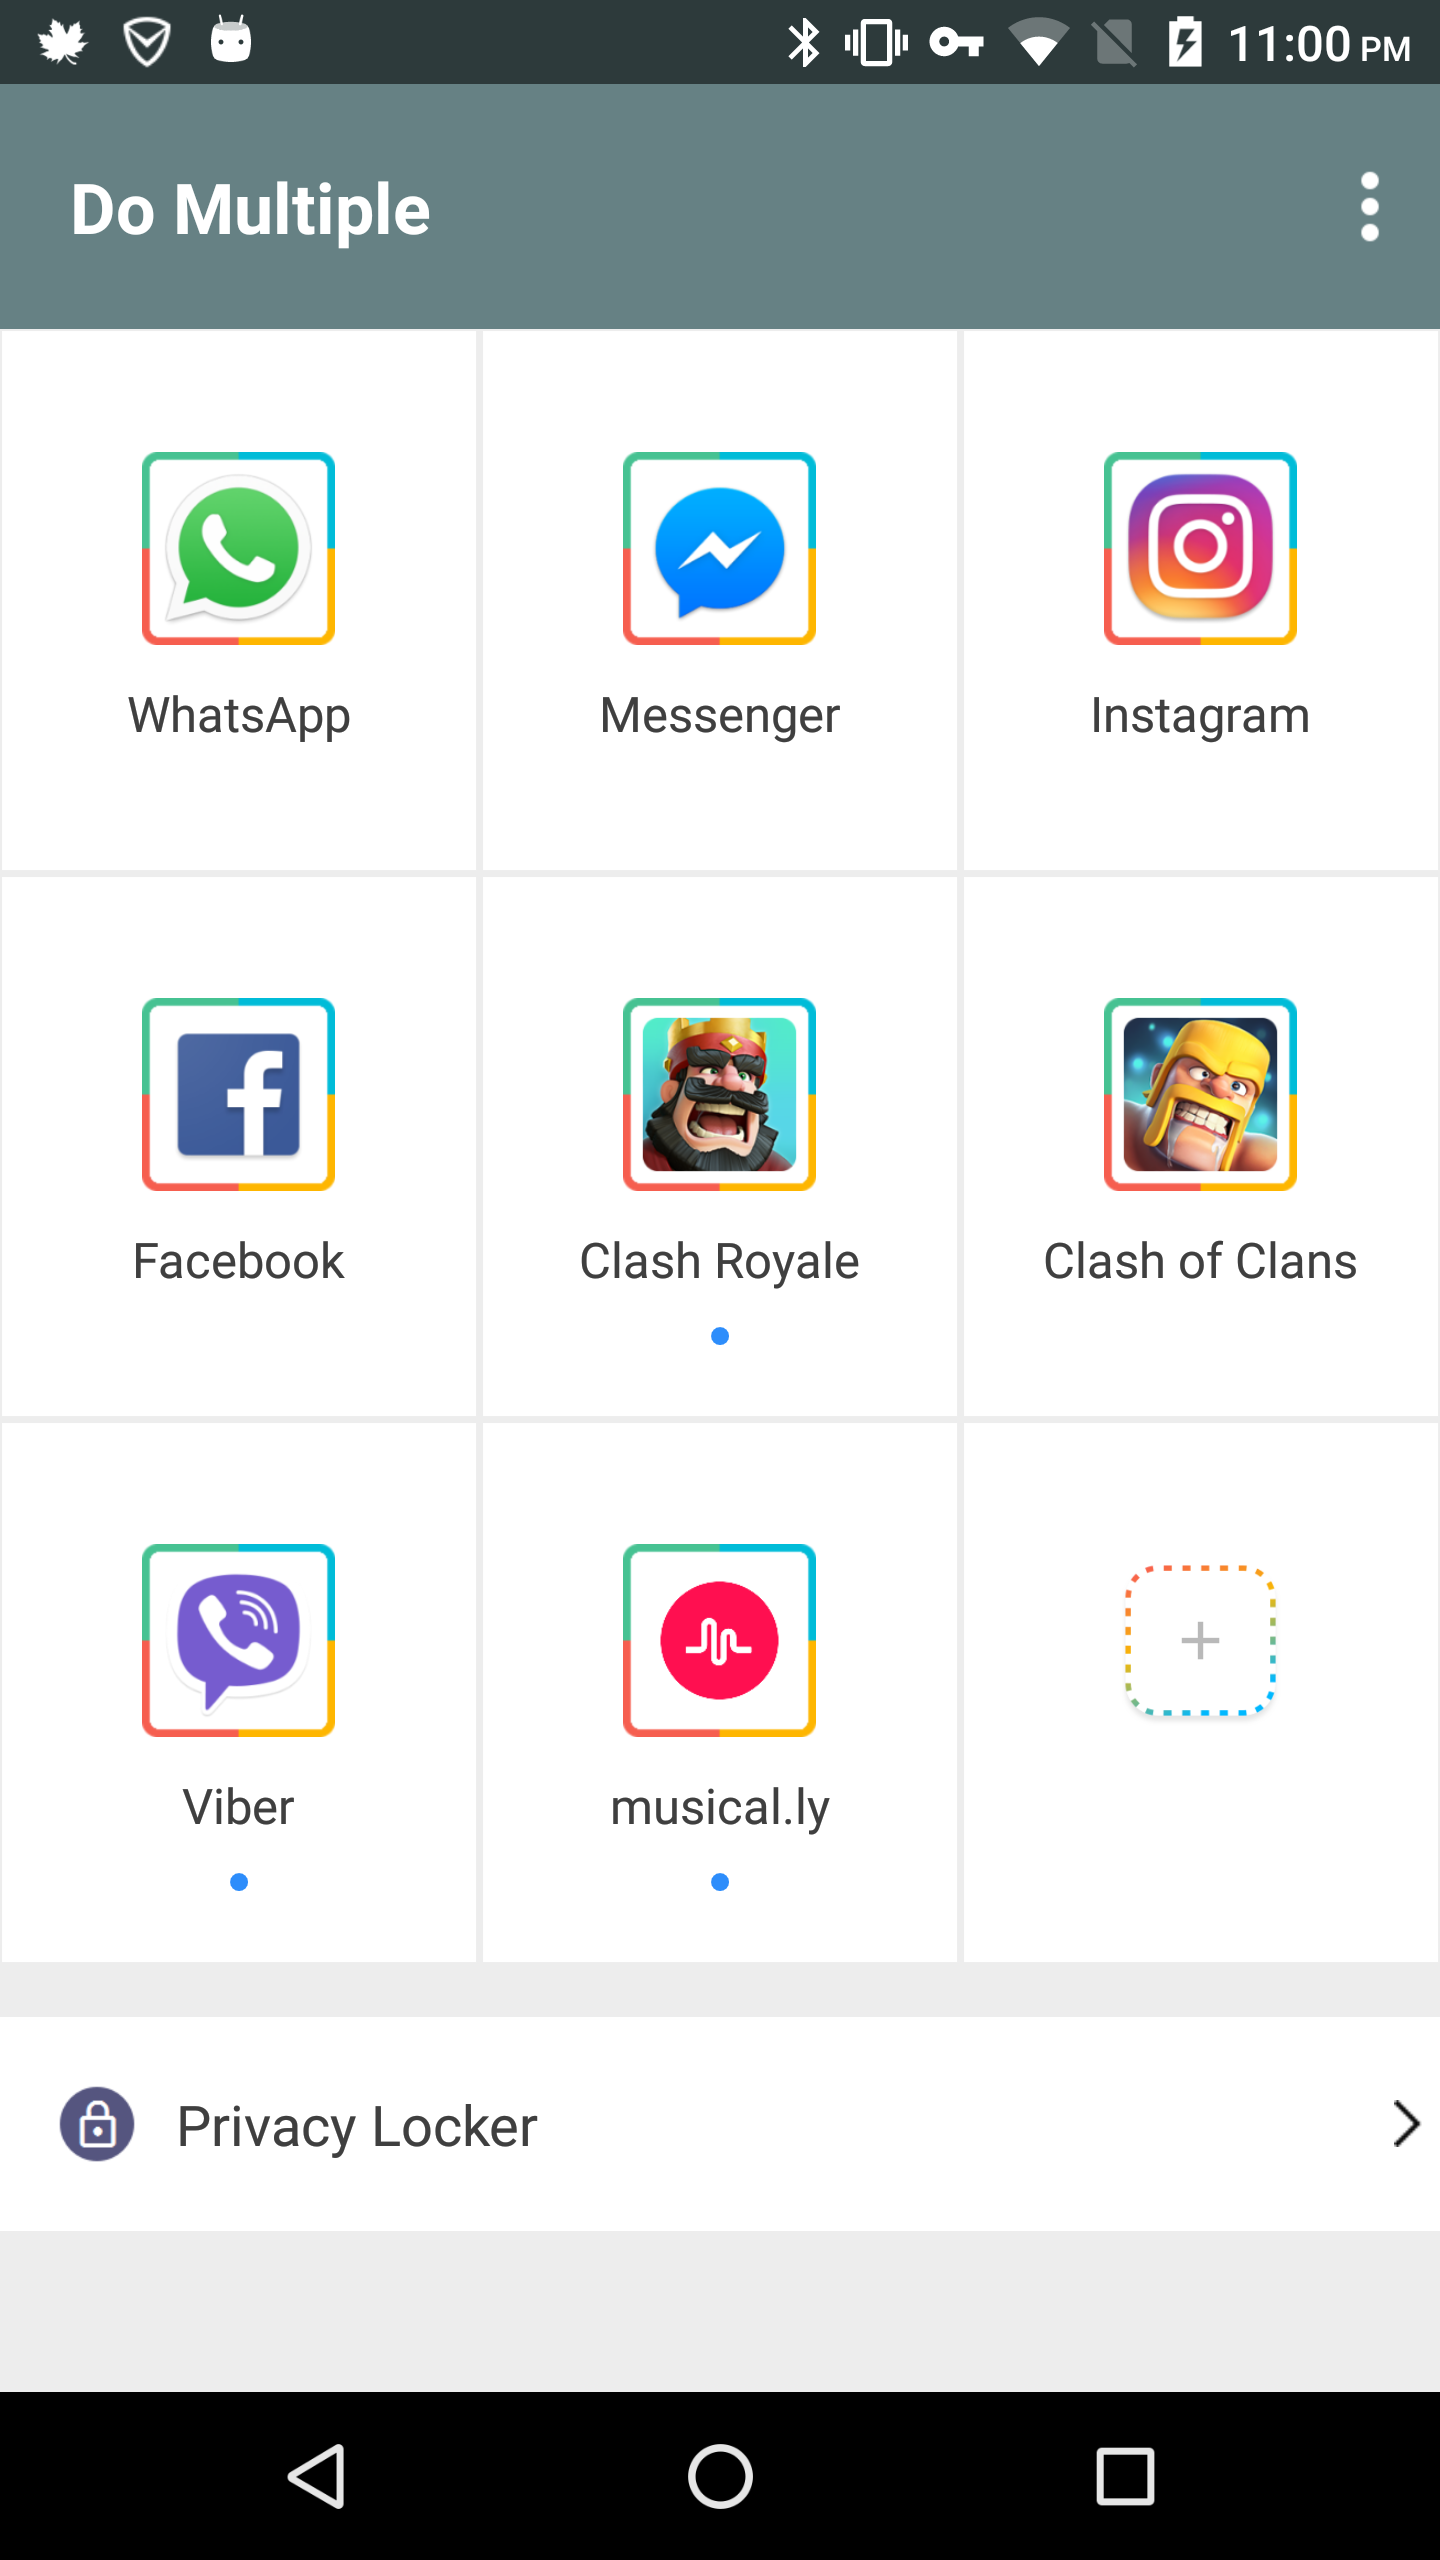 11:00 PM
Do Multiple
WhatsApp
Messenger
Instagram
Facebook
Clash Royale
Clash of Clans
Viber
musical.ly
Privacy Locker